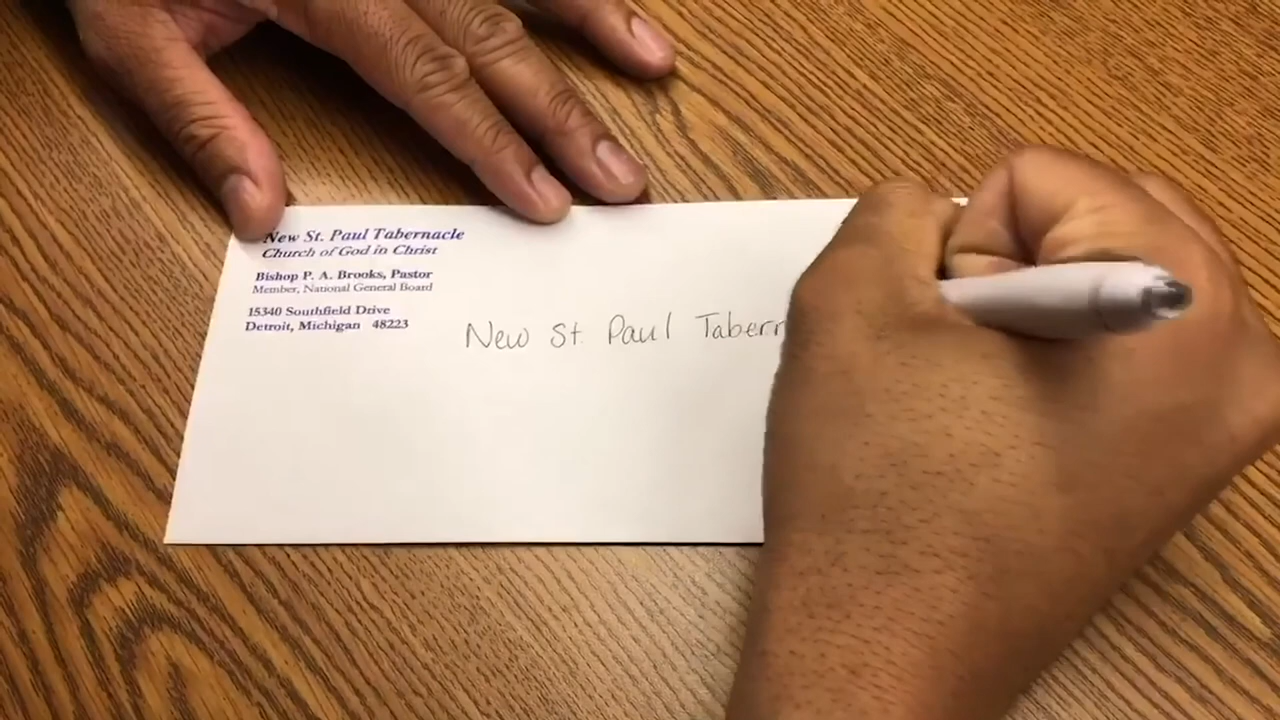 New St. Paul Tabernacle
Church of God in Christ
Bishop P. A. Brooks, Pastor
Member, National General Board
15340 Southfield Drive
Detroit, Michigan 48223
New St. Paul Tabern